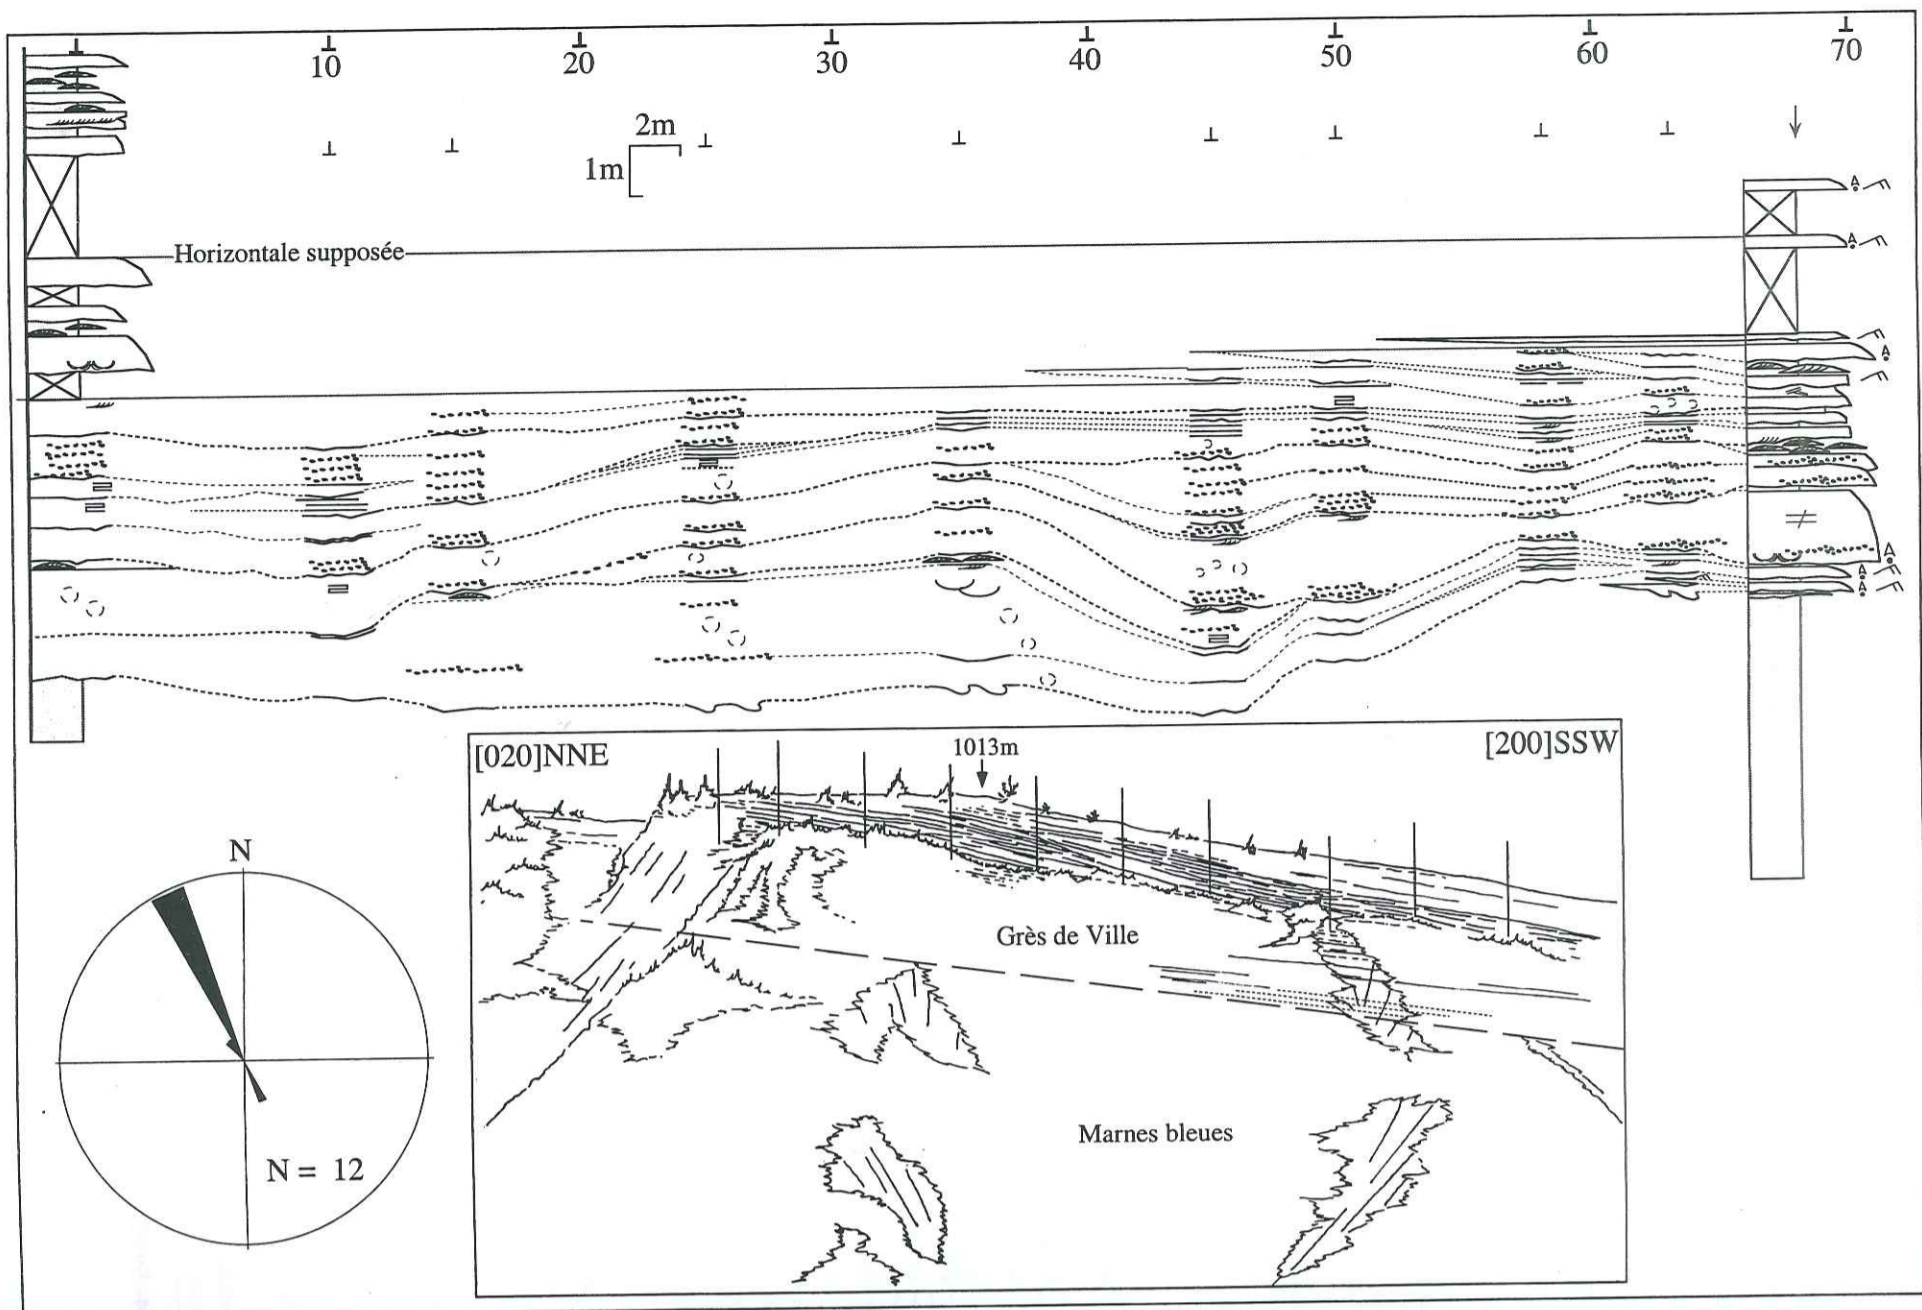 10 20 30 40 50 60 70
2m
1m
Horizontale supposée
[020]NNE 1013m [200]SSW
Grès de Ville
Marnes bleues
N
N = 12
A
A
A
A
A
A